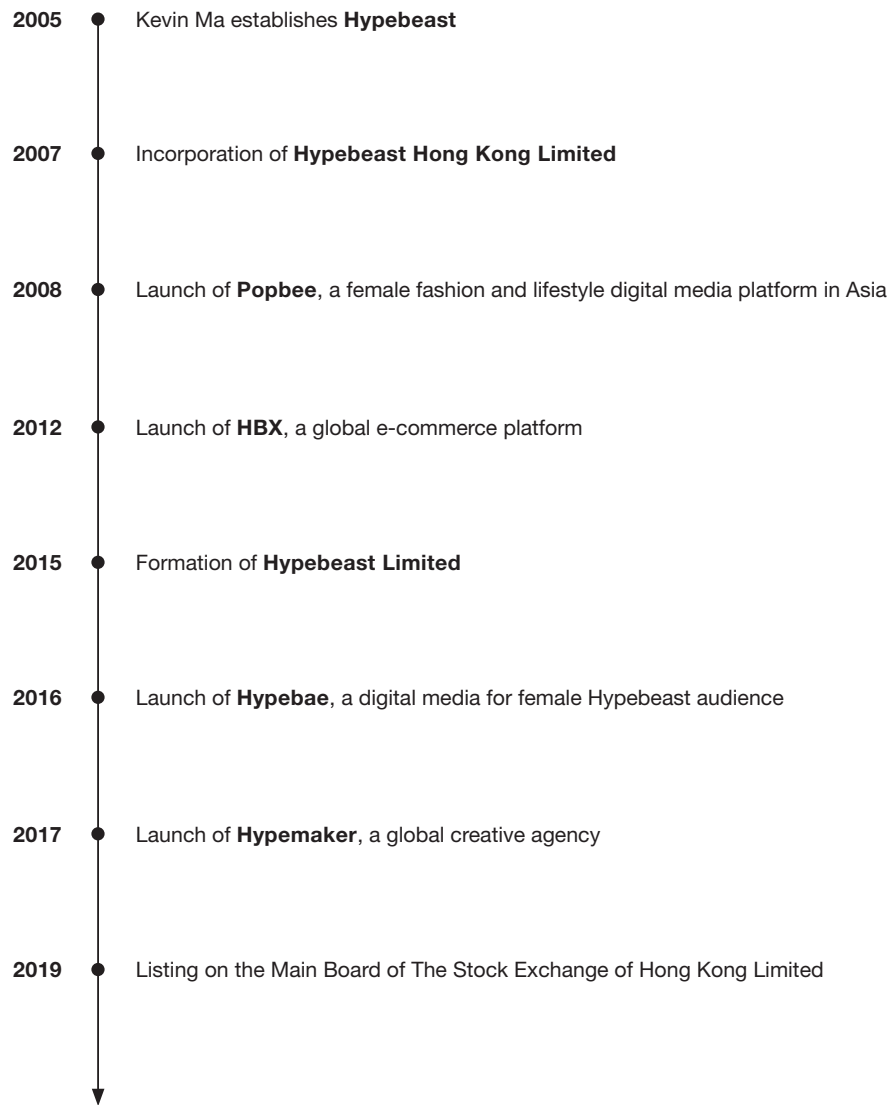 2005 Kevin Ma establishes Hypebeast
2007 Incorporation of Hypebeast Hong Kong Limited
2008 Launch of Popbee, a female fashion and lifestyle digital media platform in Asia
2012 Launch of HBX, a global e-commerce platform
2015 Formation of Hypebeast Limited
2016 Launch of Hypebae, a digital media for female Hypebeast audience
2017 Launch of Hypemaker, a global creative agency
2019 Listing on the Main Board of The Stock Exchange of Hong Kong Limited